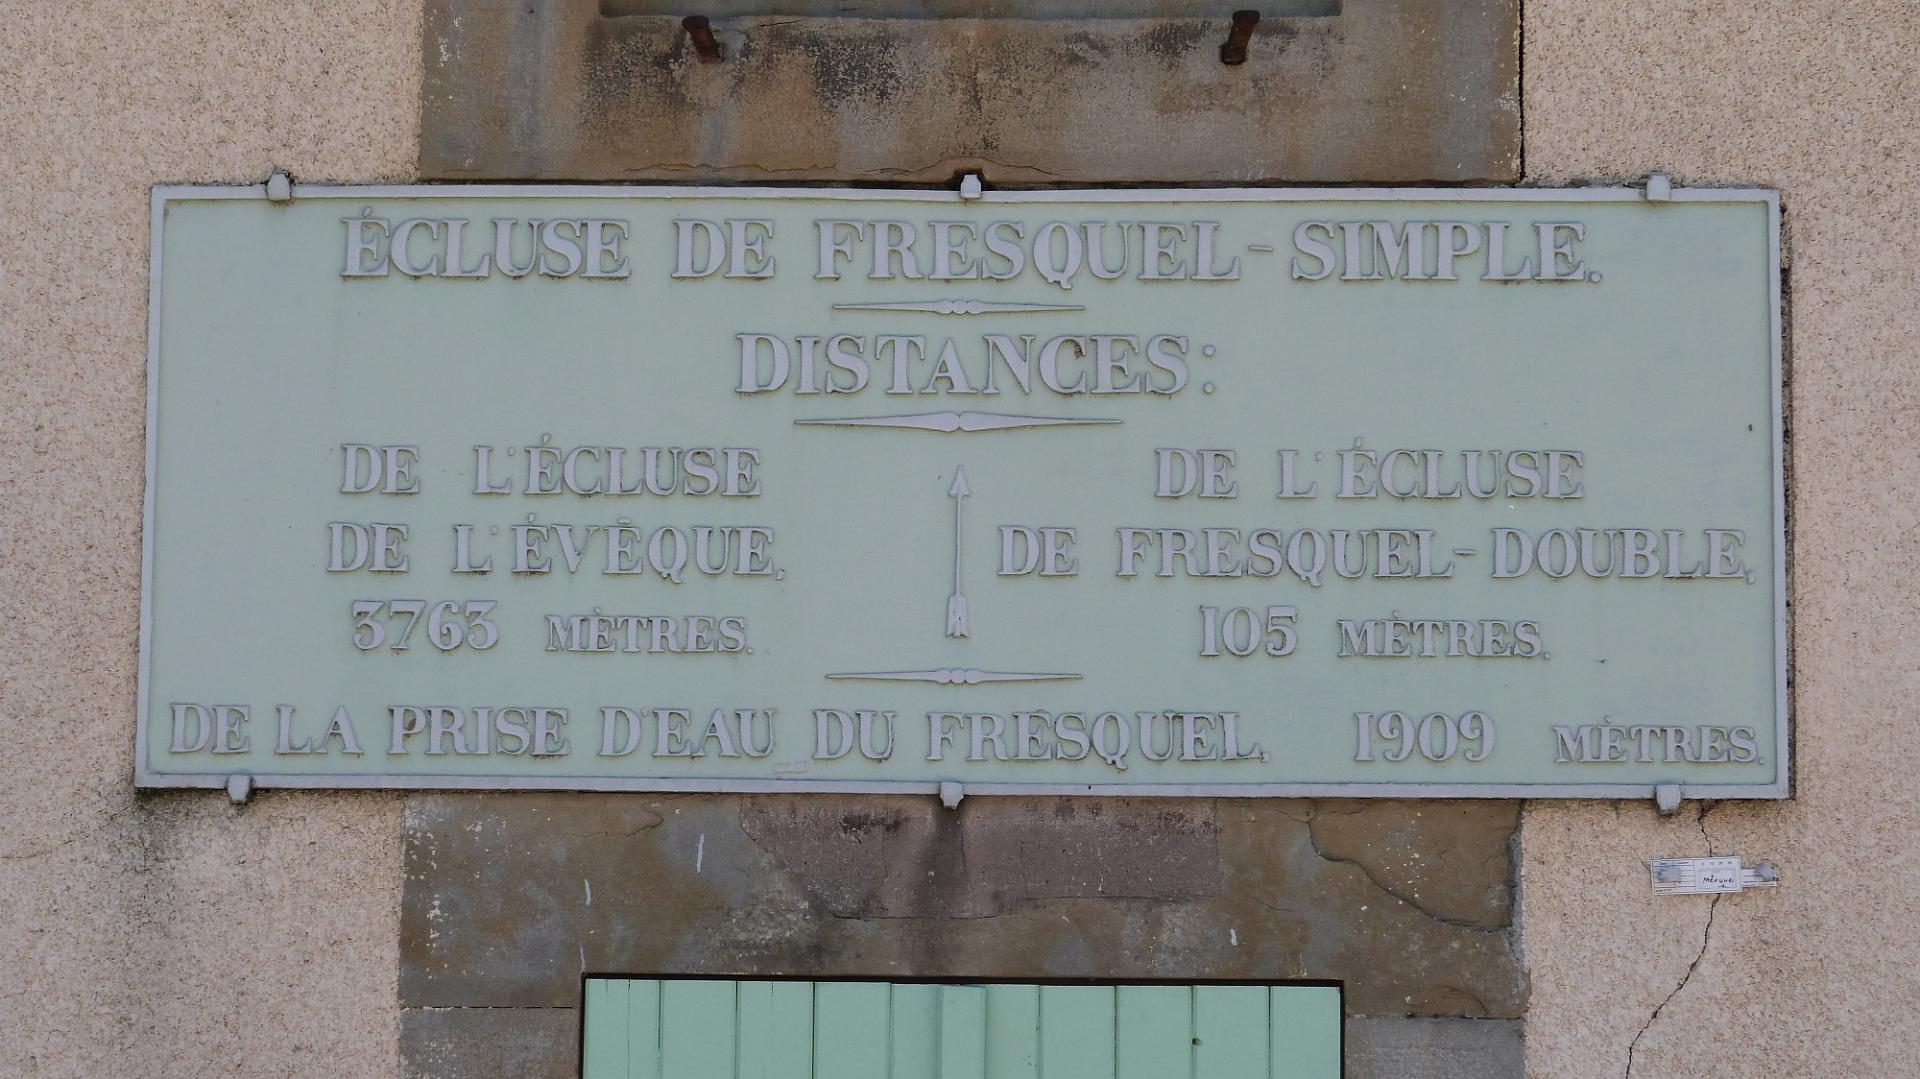 ÉCLUSE DE FRESQUEL-SIMPLE.
DISTANCES:
DE L'ÉCLUSE
DE L'ÉVÊQUE,
3763 MÈTRES.
DE L'ÉCLUSE
DE FRESQUEL-DOUBLE,
105 MÈTRES.
DE LA PRISE D'EAU DU FRESQUEL, 1909 MÈTRES.